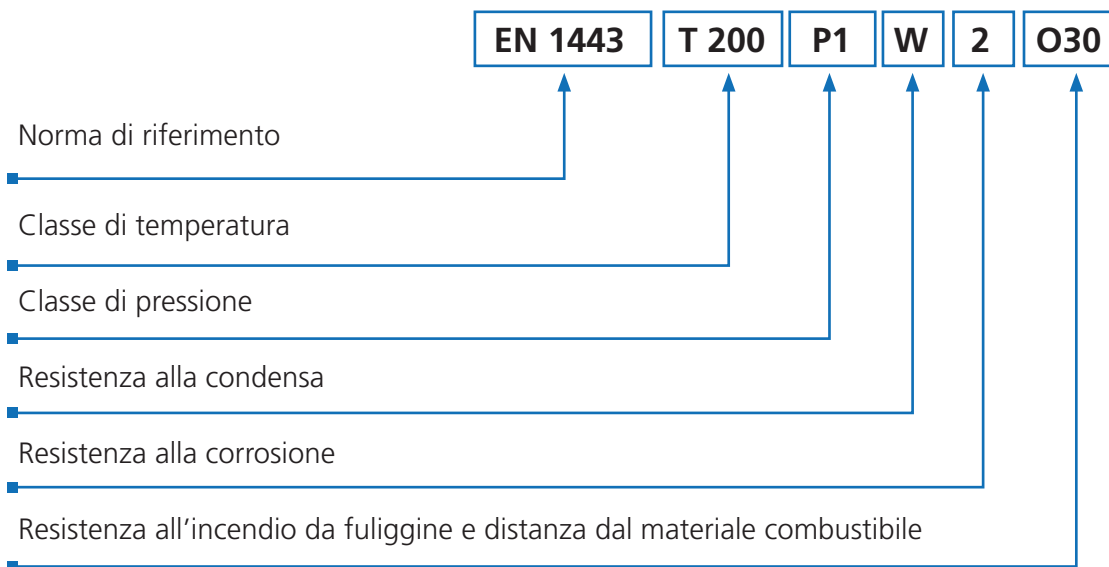 EN 1443 T 200 P1 W 2 O30
Norma di riferimento
Classe di temperatura
Classe di pressione
Resistenza alla condensa
Resistenza alla corrosione
Resistenza all’incendio da fuliggine e distanza dal materiale combustibile